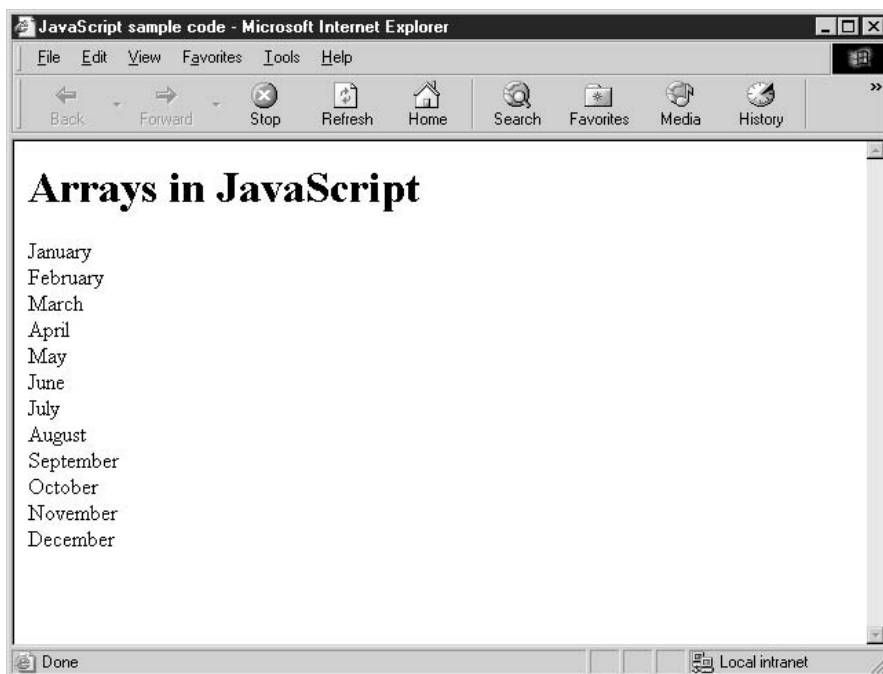 JavaScript sample code - Microsoft Internet Explorer
File Edit View Favorites Tools Help
Back Forward Stop Refresh Home Search Favorites Media History »
Arrays in JavaScript
January
February
March
April
May
June
July
August
September
October
November
December
Done Local intranet